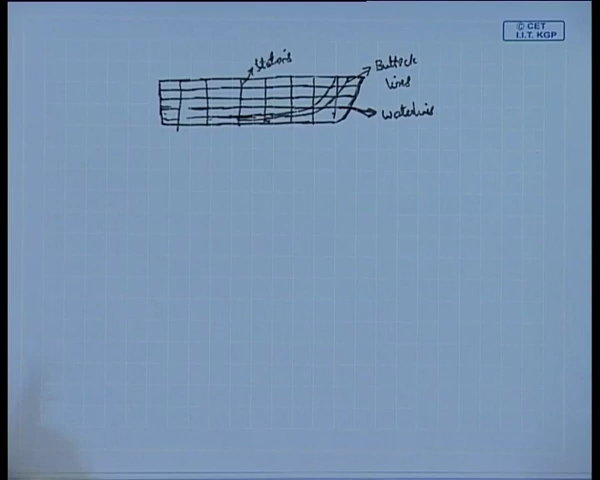 © CET
I.I.T. KGP
Stations
Buttock
lines
waterlines